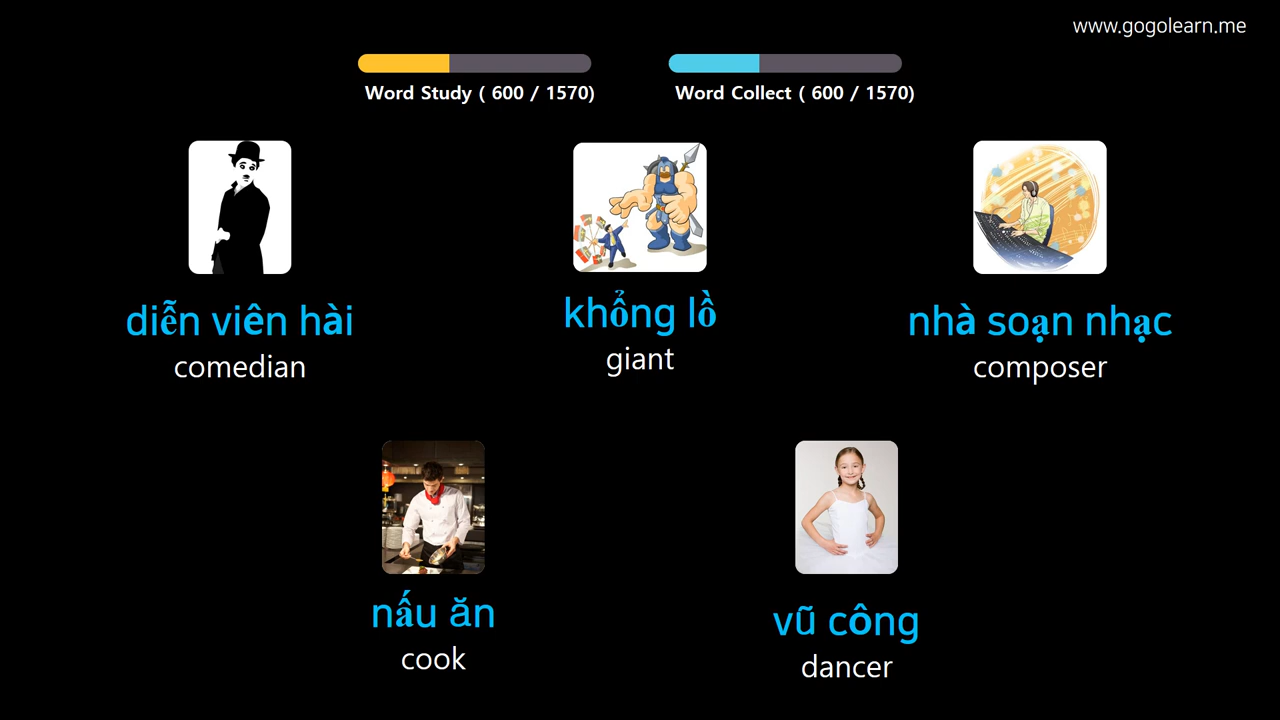 www.gogolearn.me
Word Study ( 600 / 1570)
Word Collect ( 600 / 1570)
diễn viên hài
comedian
khổng lồ
giant
nhà soạn nhạc
composer
nấu ăn
cook
vũ công
dancer